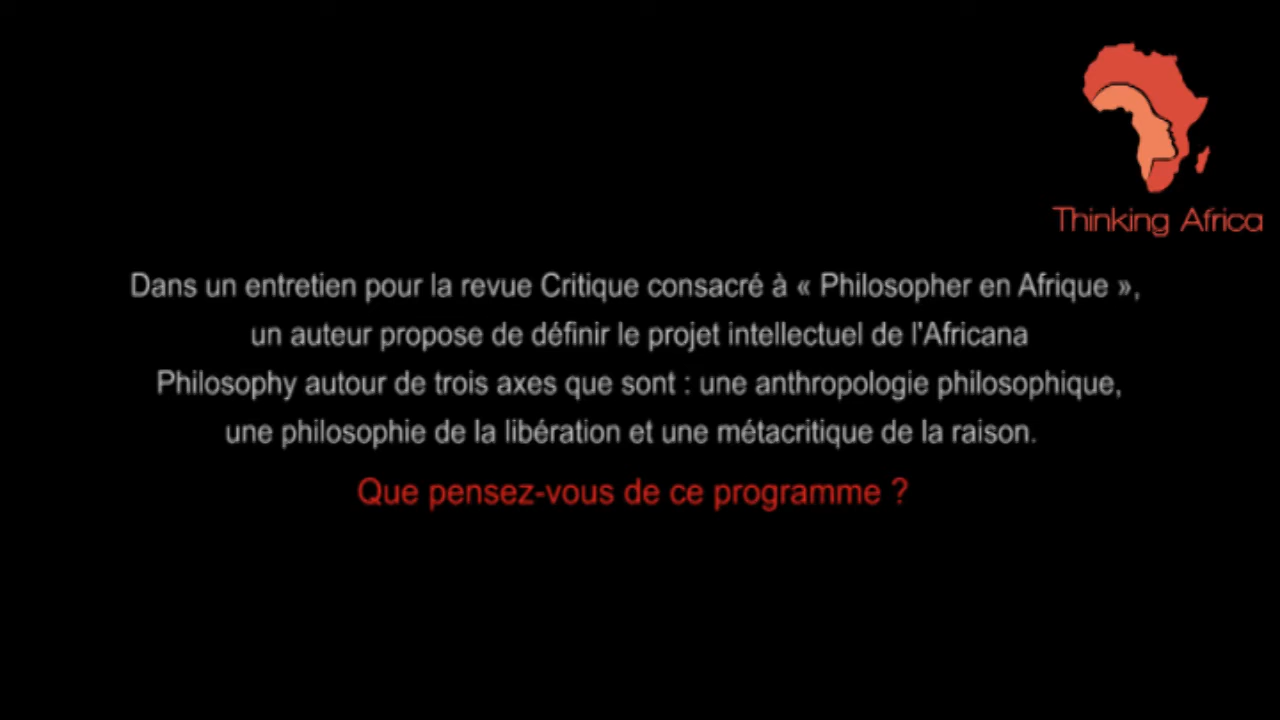 Thinking Africa
Dans un entretien pour la revue Critique consacré à « Philosopher en Afrique »,
un auteur propose de définir le projet intellectuel de l'Africana
Philosophy autour de trois axes que sont : une anthropologie philosophique,
une philosophie de la libération et une métacritique de la raison.
Que pensez-vous de ce programme ?